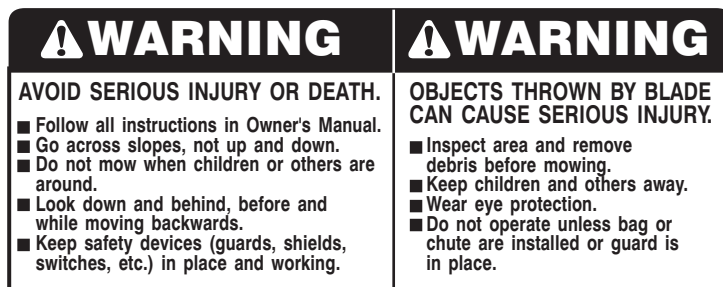 WARNING
AVOID SERIOUS INJURY OR DEATH.
■ Follow all instructions in Owner's Manual.
■ Go across slopes, not up and down.
■ Do not mow when children or others are
around.
■ Look down and behind, before and
while moving backwards.
■ Keep safety devices (guards, shields,
switches, etc.) in place and working.
WARNING
OBJECTS THROWN BY BLADE
CAN CAUSE SERIOUS INJURY.
■ Inspect area and remove
debris before mowing.
■ Keep children and others away.
■ Wear eye protection.
■ Do not operate unless bag or
chute are installed or guard is
in place.